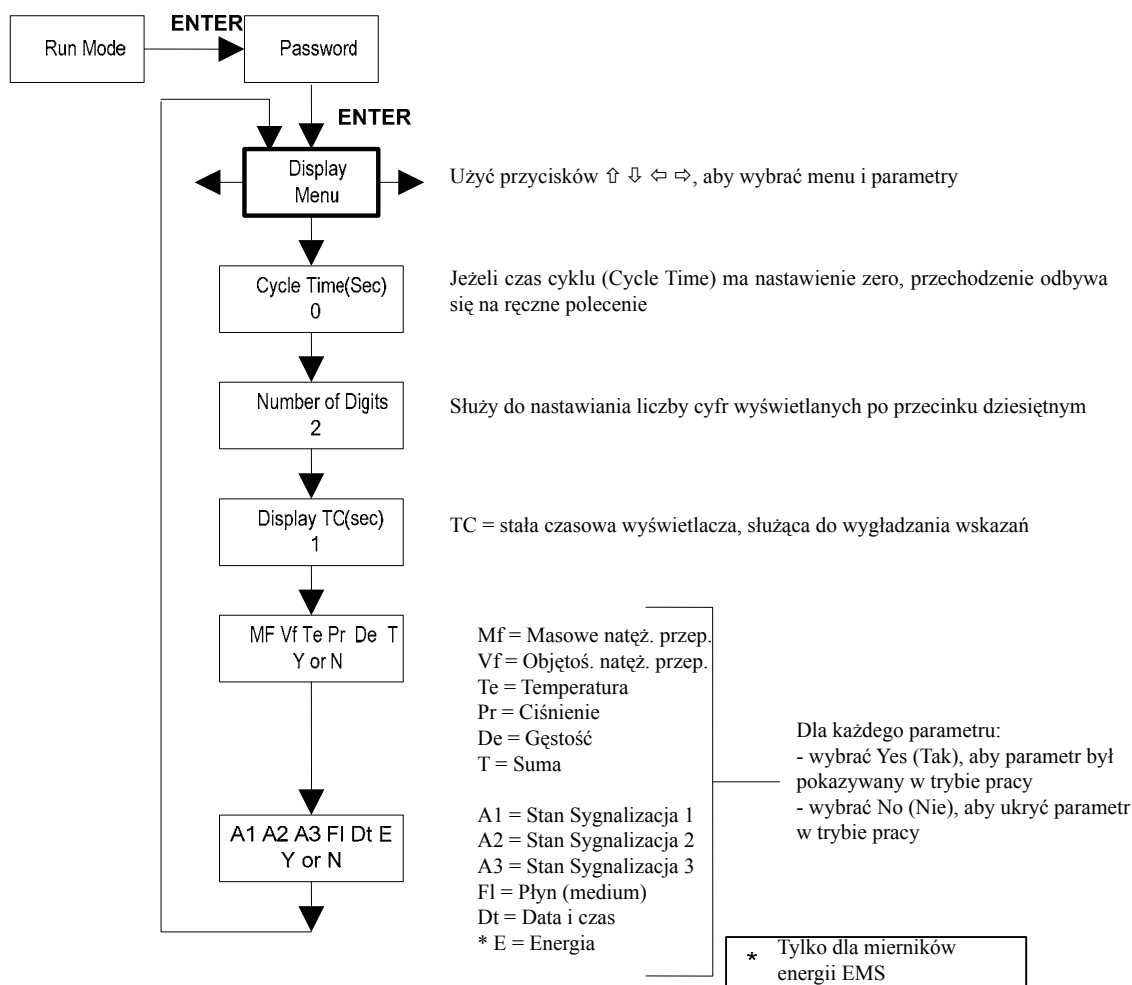 ENTER
Run Mode
Password
ENTER
Display
Menu
Użyć przycisków ⇧ ⇩ ⇦ ⇨, aby wybrać menu i parametry
Cycle Time(Sec)
0
Jeżeli czas cyklu (Cycle Time) ma nastawienie zero, przechodzenie odbywa
się na ręczne polecenie
Number of Digits
2
Służy do nastawiania liczby cyfr wyświetlanych po przecinku dziesiętnym
Display TC(sec)
1
TC = stała czasowa wyświetlacza, służąca do wygładzania wskazań
MF Vf Te Pr De T
Y or N
Mf = Masowe natęż. przep.
Vf = Objętoś. natęż. przep.
Te = Temperatura
Pr = Ciśnienie
De = Gęstość
T = Suma
A1 A2 A3 Fl Dt E
Y or N
A1 = Stan Sygnalizacja 1
A2 = Stan Sygnalizacja 2
A3 = Stan Sygnalizacja 3
Fl = Płyn (medium)
Dt = Data i czas
* E = Energia
Dla każdego parametru:
- wybrać Yes (Tak), aby parametr był
pokazywany w trybie pracy
- wybrać No (Nie), aby ukryć parametr
w trybie pracy
* Tylko dla mierników
energii EMS